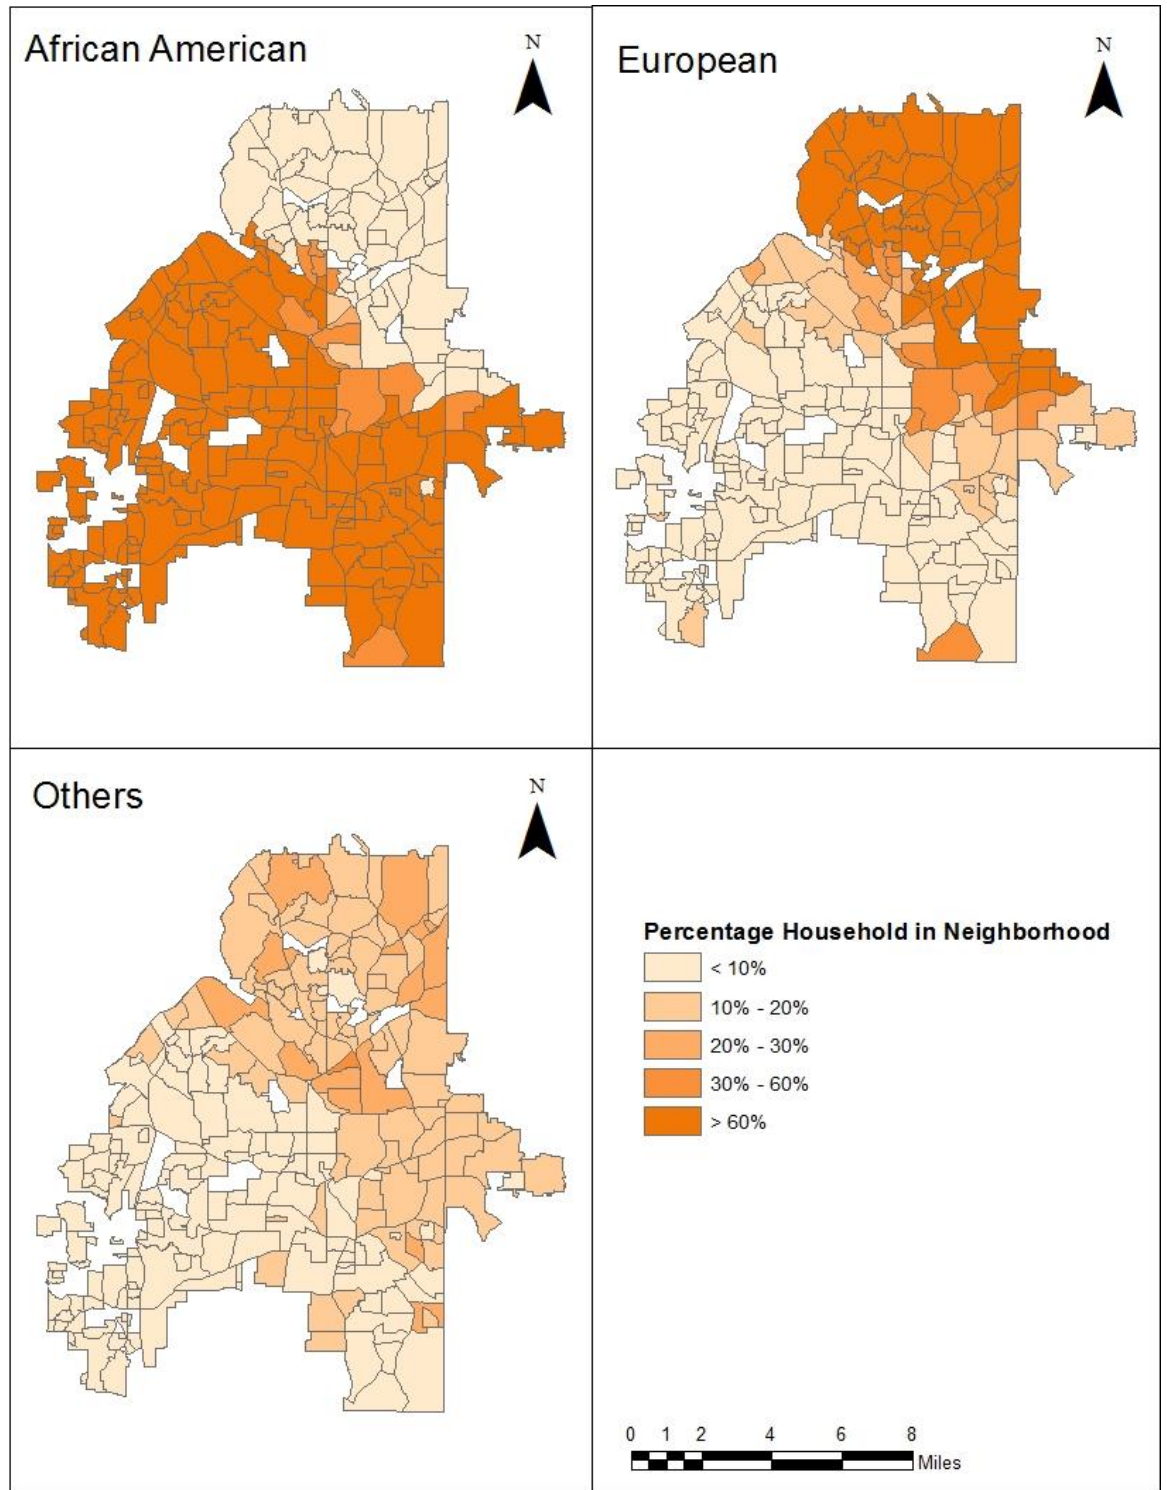 African American
N
European
N
Others
N
Percentage Household in Neighborhood
< 10%
10% - 20%
20% - 30%
30% - 60%
> 60%
0 1 2 4 6 8
Miles